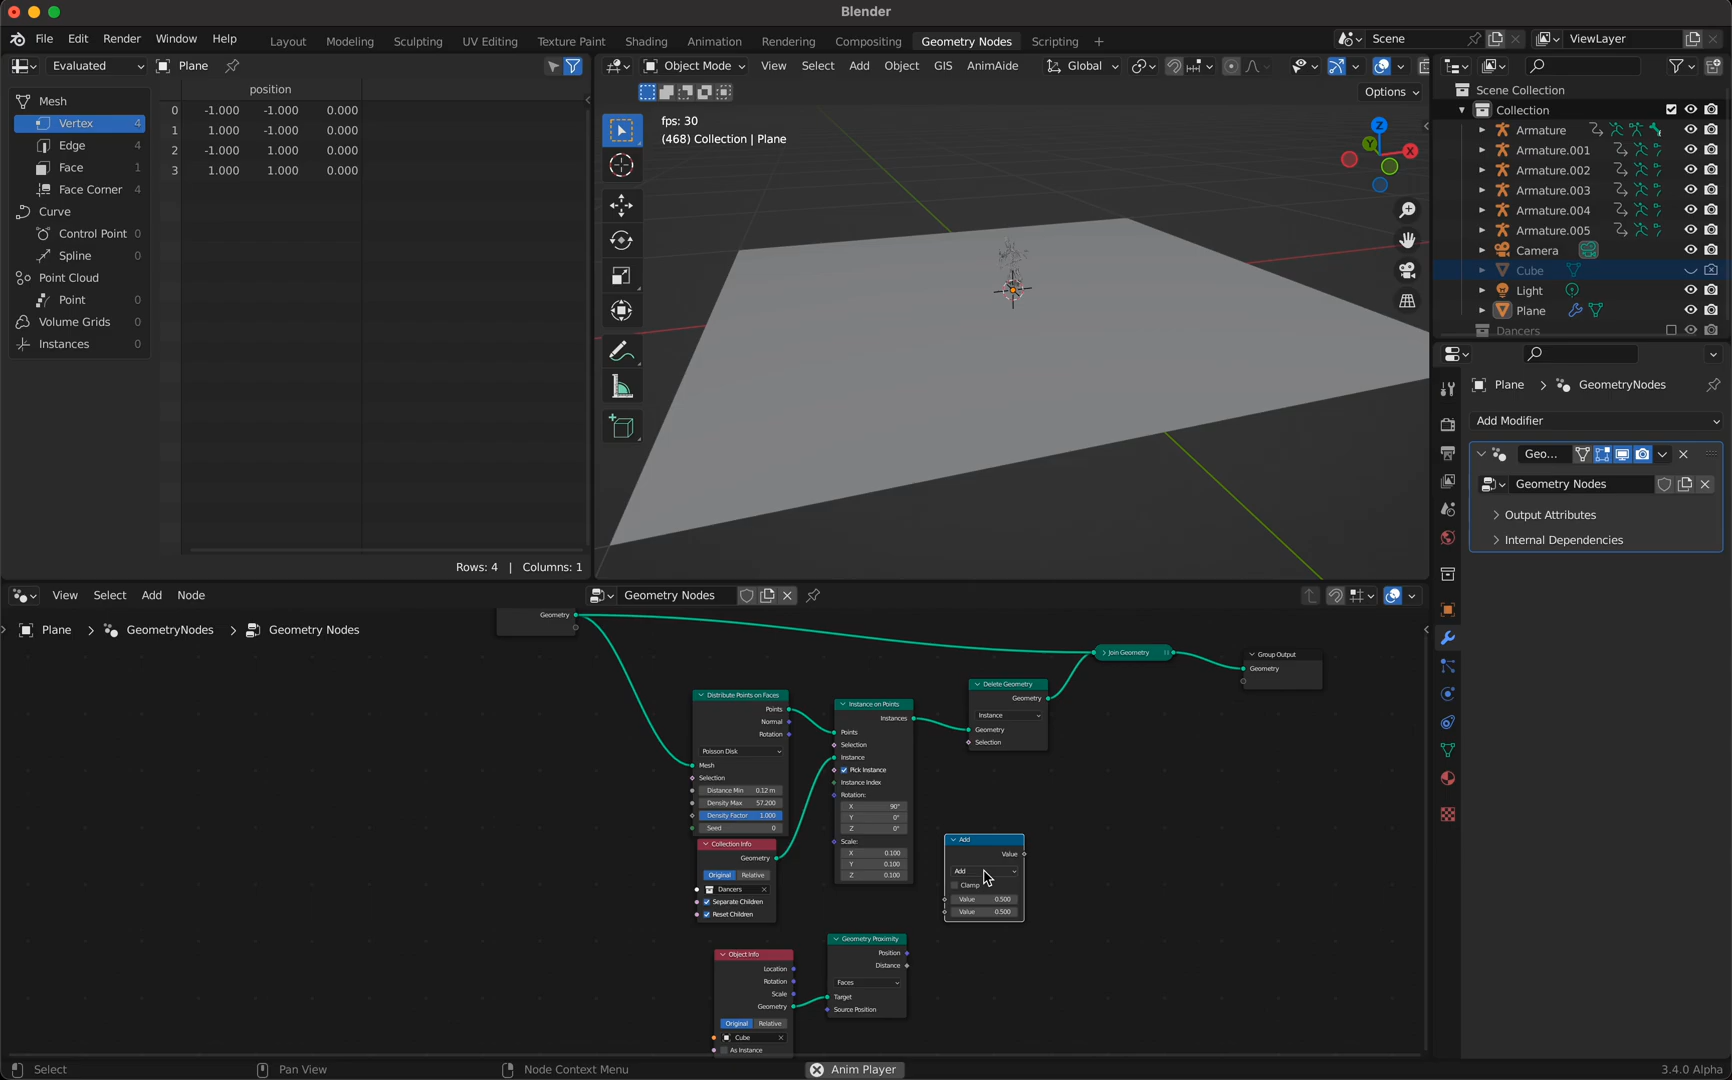 Blender
File Edit Render Window Help Layout Modeling Sculpting UV Editing Texture Paint Shading Animation Rendering Compositing Geometry Nodes Scripting + Scene ViewLayer
Evaluated Plane
Object Mode View Select Add Object GIS AnimAide Global
Options
position
Mesh
Vertex 4
Edge 4
Face 1
Face Corner 4
Curve
Control Point 0
Spline 0
Point Cloud
Point 0
Volume Grids 0
Instances 0
0 -1.000 -1.000 0.000
1 1.000 -1.000 0.000
2 -1.000 1.000 0.000
3 1.000 1.000 0.000
Rows: 4 | Columns: 1
fps: 30
(468) Collection | Plane
Z
Y
X
Scene Collection
Collection
Armature
Armature.001
Armature.002
Armature.003
Armature.004
Armature.005
Camera
Cube
Light
Plane
Dancers
Plane > GeometryNodes
Add Modifier
Geo...
Geometry Nodes
Output Attributes
Internal Dependencies
View Select Add Node Geometry Nodes
Plane > GeometryNodes > Geometry Nodes
Geometry
Distribute Points on Faces
Points
Normal
Rotation
Poisson Disk
Mesh
Selection
Distance Min 0.12 m
Density Max 57.200
Density Factor 1.000
Seed 0
Collection Info
Geometry
Original Relative
Dancers
Separate Children
Reset Children
Instance on Points
Instances
Points
Selection
Instance
Pick Instance
Instance Index
Rotation:
X 90°
Y 0°
Z 0°
Scale:
X 0.100
Y 0.100
Z 0.100
Delete Geometry
Geometry
Instance
Geometry
Selection
Join Geometry
Group Output
Geometry
Add
Value
Add
Clamp
Value 0.500
Value 0.500
Object Info
Location
Rotation
Scale
Geometry
Original Relative
Cube
As Instance
Geometry Proximity
Position
Distance
Faces
Target
Source Position
Select Pan View Node Context Menu Anim Player 3.4.0 Alpha